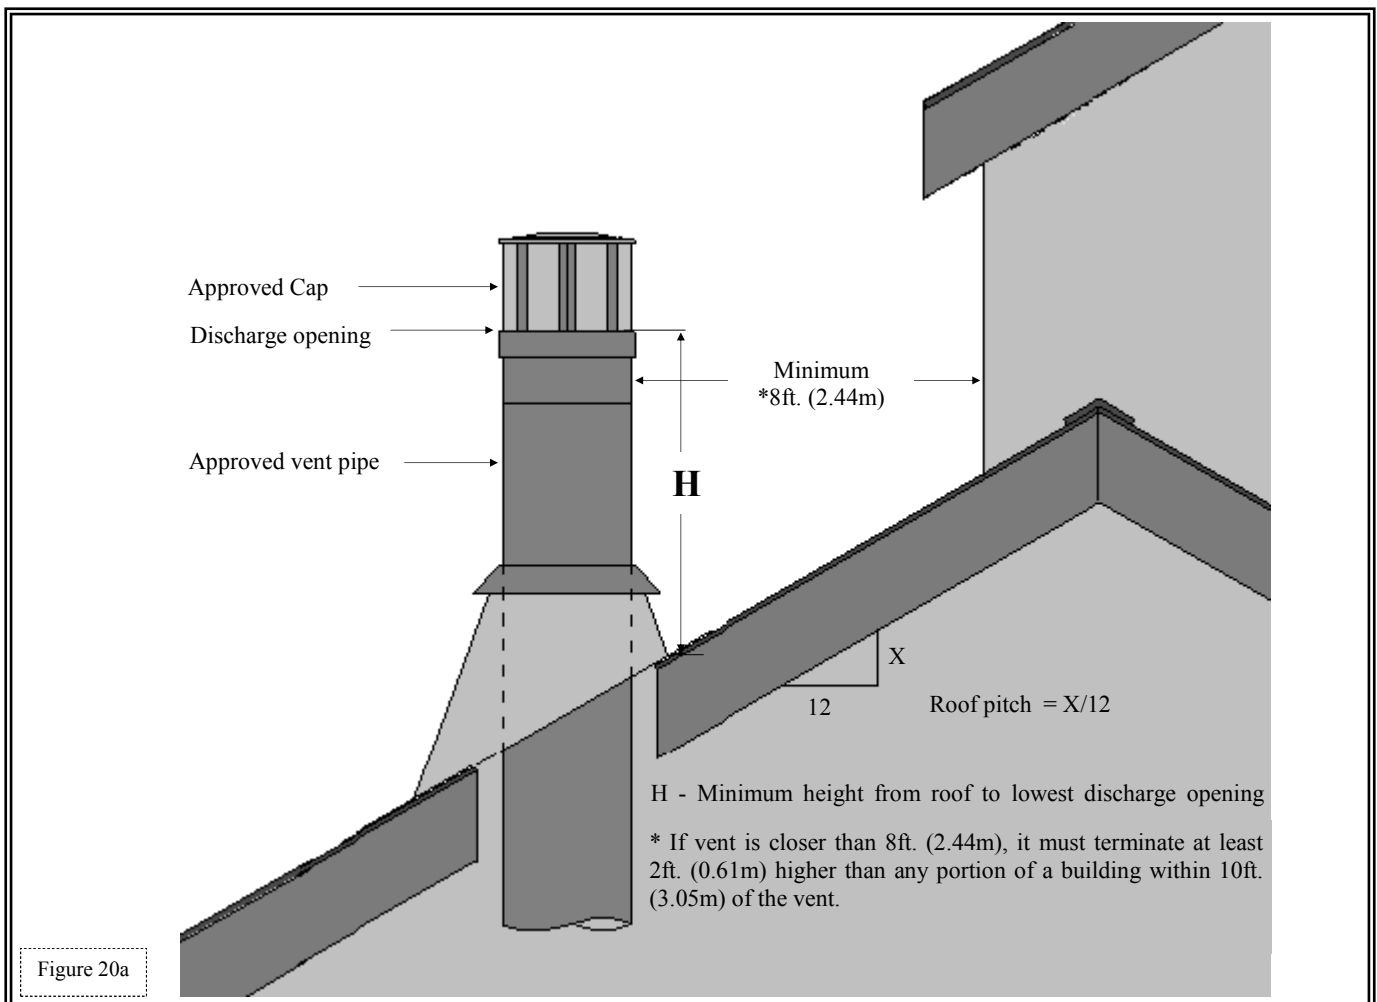 Approved Cap
Discharge opening
Minimum
*8ft. (2.44m)
Approved vent pipe
H
X
12
Roof pitch = X/12
H - Minimum height from roof to lowest discharge opening
* If vent is closer than 8ft. (2.44m), it must terminate at least
2ft. (0.61m) higher than any portion of a building within 10ft.
(3.05m) of the vent.
Figure 20a